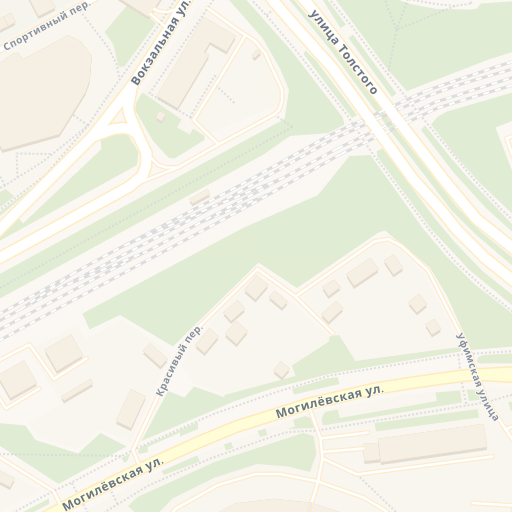 Спортивный пер.
Вокзальная ул.
улица Толстого
Красивый пер.
Уфимская улица
Могилёвская ул.
Могилёвская ул.